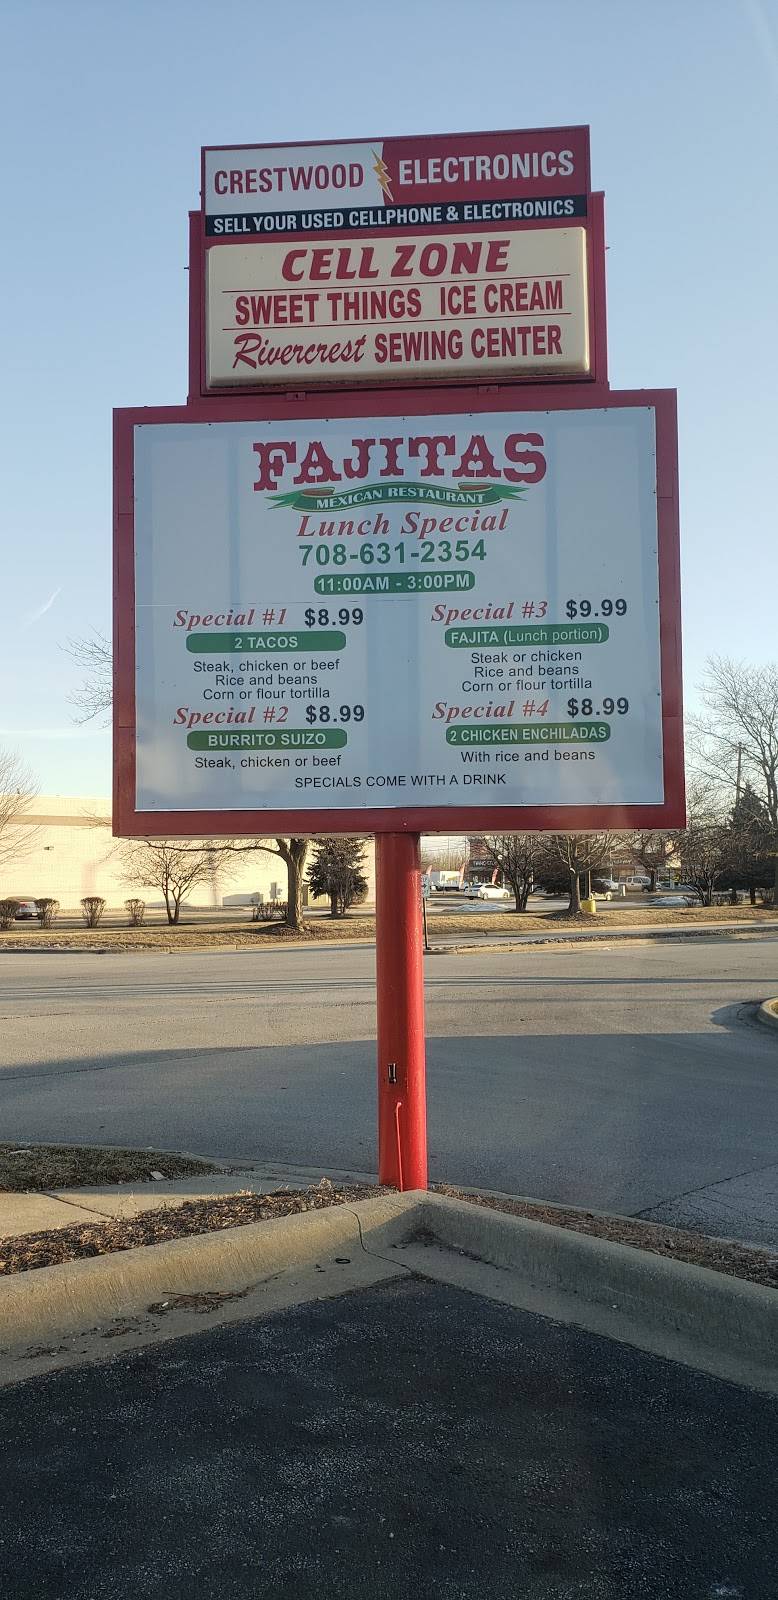 CRESTWOOD ELECTRONICS
SELL YOUR USED CELLPHONE & ELECTRONICS
CELL ZONE
SWEET THINGS ICE CREAM
Rivercrest SEWING CENTER
FAJITAS
MEXICAN RESTAURANT
Lunch Special
708-631-2354
11:00AM - 3:00PM
Special #1 $8.99
2 TACOS
Steak, chicken or beef
Rice and beans
Corn or flour tortilla
Special #2 $8.99
BURRITO SUIZO
Steak, chicken or beef
Special #3 $9.99
FAJITA (Lunch portion)
Steak or chicken
Rice and beans
Corn or flour tortilla
Special #4 $8.99
2 CHICKEN ENCHILADAS
With rice and beans
SPECIALS COME WITH A DRINK